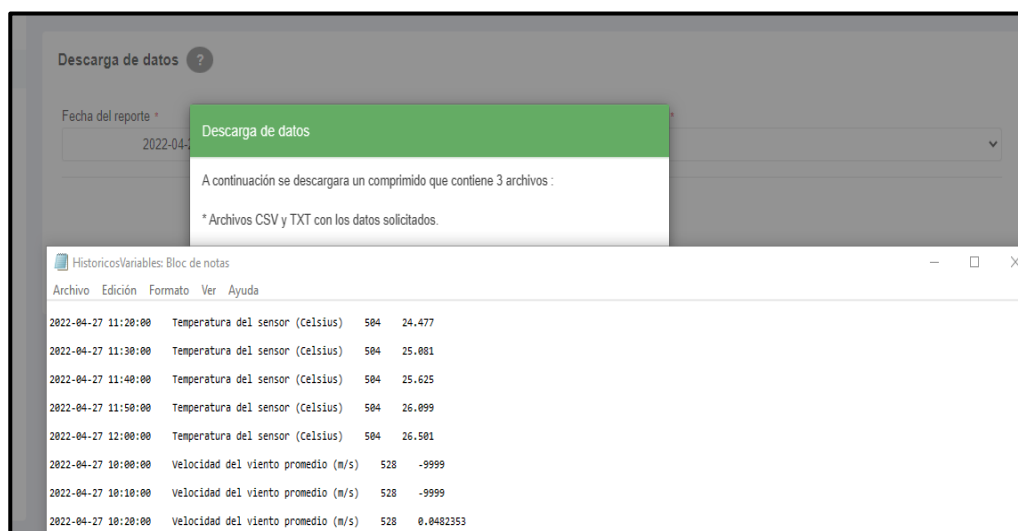 Descarga de datos ?
Fecha del reporte *
*
2022-04-2
Descarga de datos
A continuación se descargara un comprimido que contiene 3 archivos :
* Archivos CSV y TXT con los datos solicitados.
HistoricosVariables: Bloc de notas
Archivo Edición Formato Ver Ayuda
2022-04-27 11:20:00 Temperatura del sensor (Celsius) 504 24.477
2022-04-27 11:30:00 Temperatura del sensor (Celsius) 504 25.081
2022-04-27 11:40:00 Temperatura del sensor (Celsius) 504 25.625
2022-04-27 11:50:00 Temperatura del sensor (Celsius) 504 26.099
2022-04-27 12:00:00 Temperatura del sensor (Celsius) 504 26.501
2022-04-27 10:00:00 Velocidad del viento promedio (m/s) 528 -9999
2022-04-27 10:10:00 Velocidad del viento promedio (m/s) 528 -9999
2022-04-27 10:20:00 Velocidad del viento promedio (m/s) 528 0.0482353